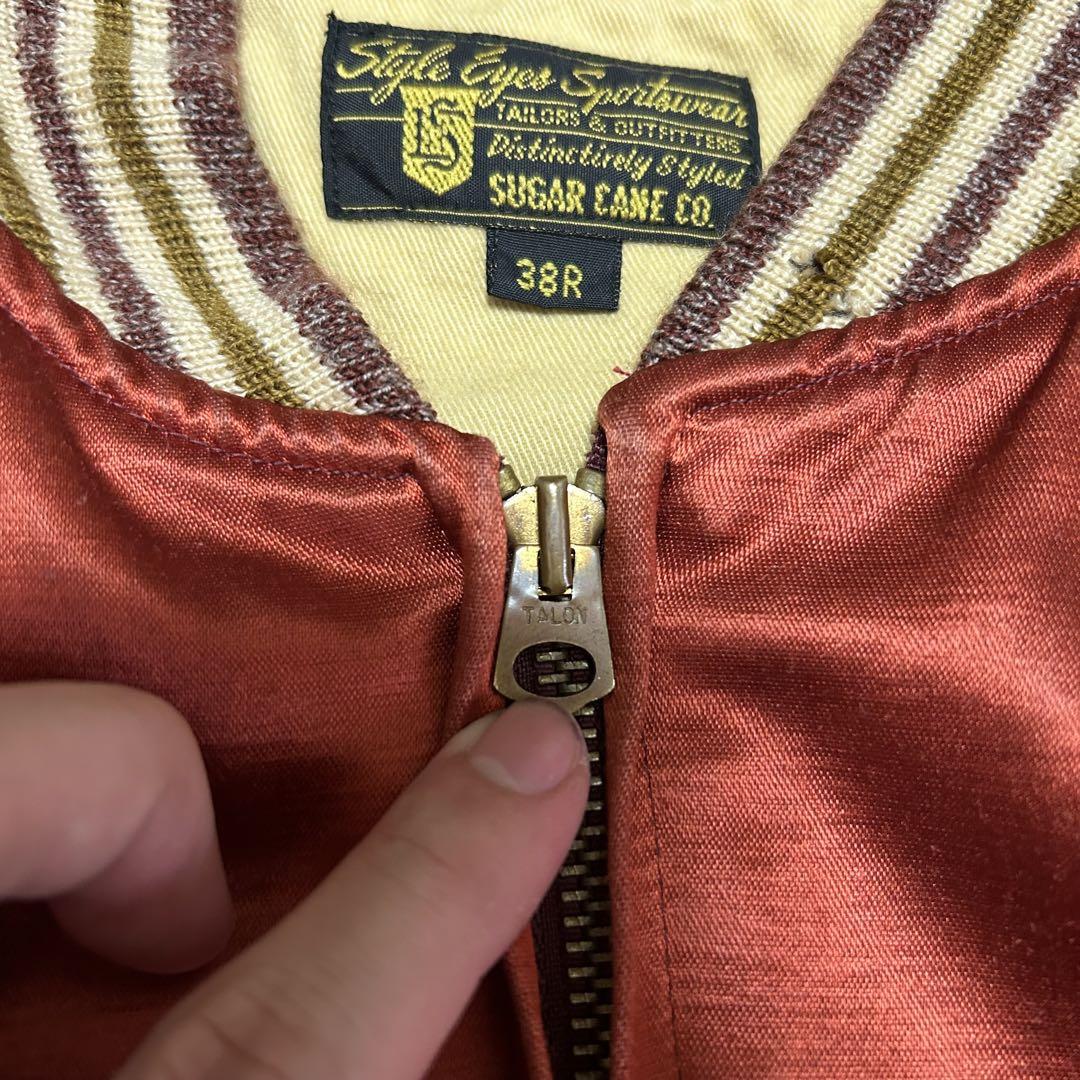 Style Eyes Sportswear
TAILORS & OUTFITTERS
Distinctively Styled
SUGAR CANE CO.
38R
TALON